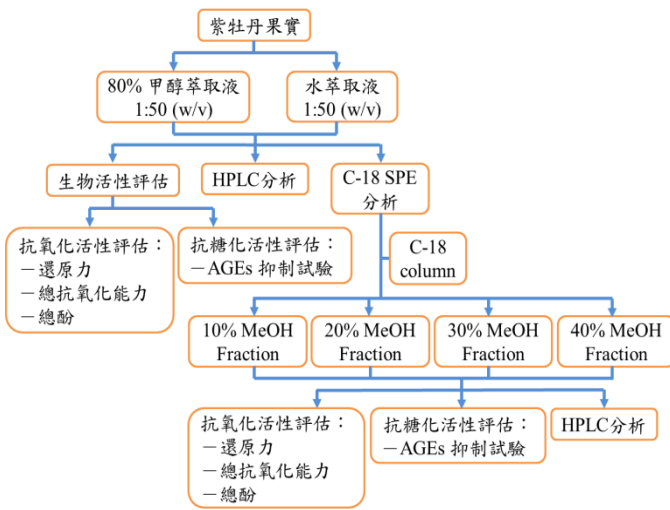 紫牡丹果實
80% 甲醇萃取液
1:50 (w/v)
水萃取液
1:50 (w/v)
生物活性評估
HPLC分析
C-18 SPE
分析
抗氧化活性評估：
－還原力
－總抗氧化能力
－總酚
抗糖化活性評估：
－AGEs 抑制試驗
C-18
column
10% MeOH
Fraction
20% MeOH
Fraction
30% MeOH
Fraction
40% MeOH
Fraction
抗氧化活性評估：
－還原力
－總抗氧化能力
－總酚
抗糖化活性評估：
－AGEs 抑制試驗
HPLC分析